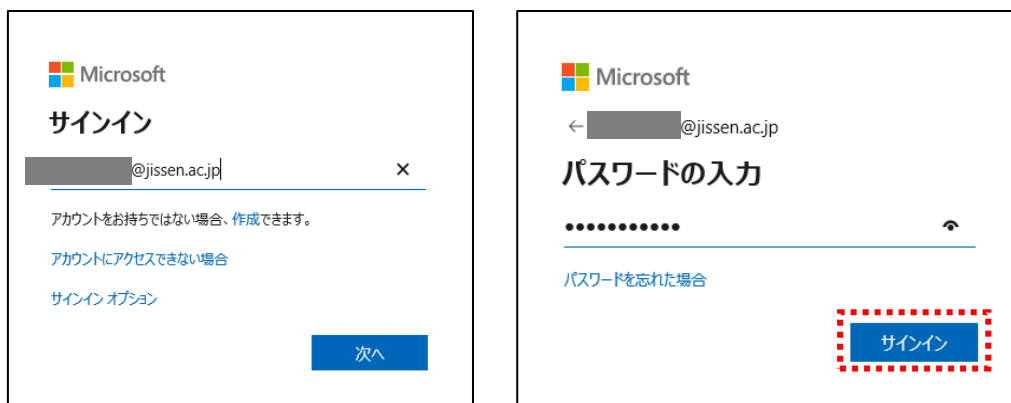 Microsoft
サインイン
@jissen.ac.jp
アカウントをお持ちではない場合、作成できます。
アカウントにアクセスできない場合
サインイン オプション
次へ
Microsoft
@jissen.ac.jp
パスワードの入力
•••••••••••
パスワードを忘れた場合
サインイン